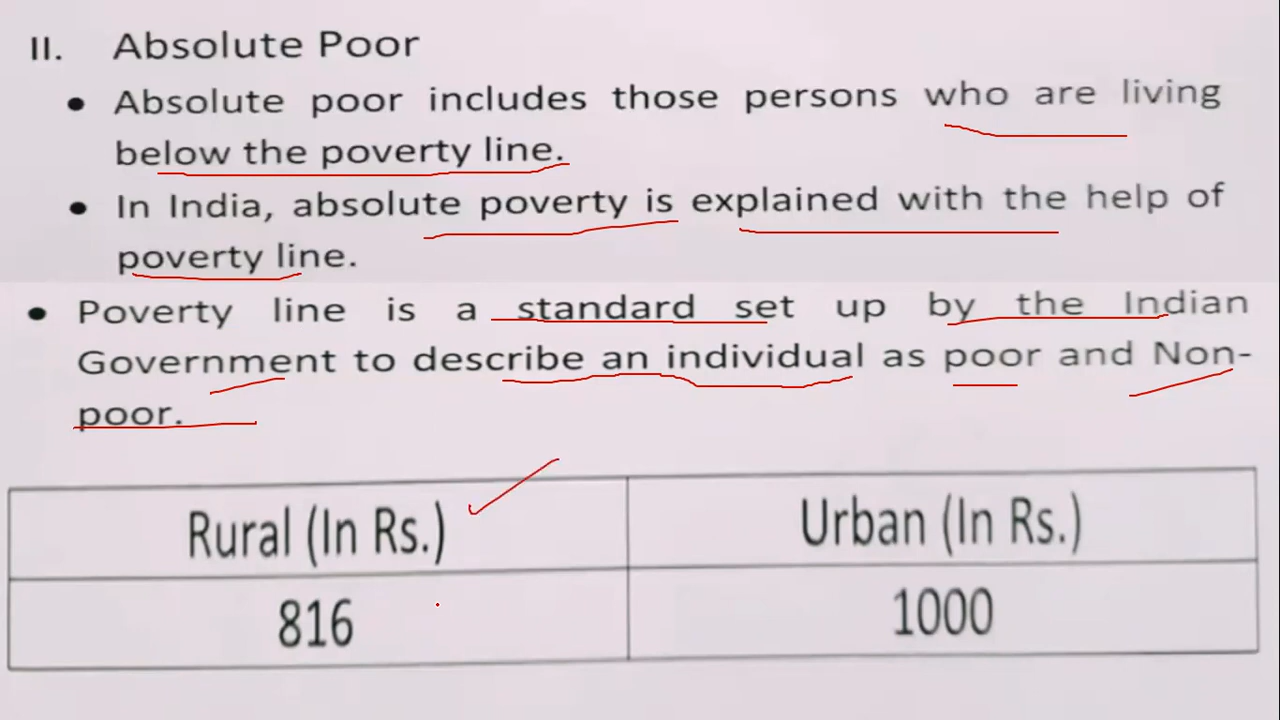 II. Absolute Poor
• Absolute poor includes those persons who are living
below the poverty line.
• In India, absolute poverty is explained with the help of
poverty line.
• Poverty line is a standard set up by the Indian
Government to describe an individual as poor and Non-
poor.
Rural (In Rs.) Urban (In Rs.)
816 1000